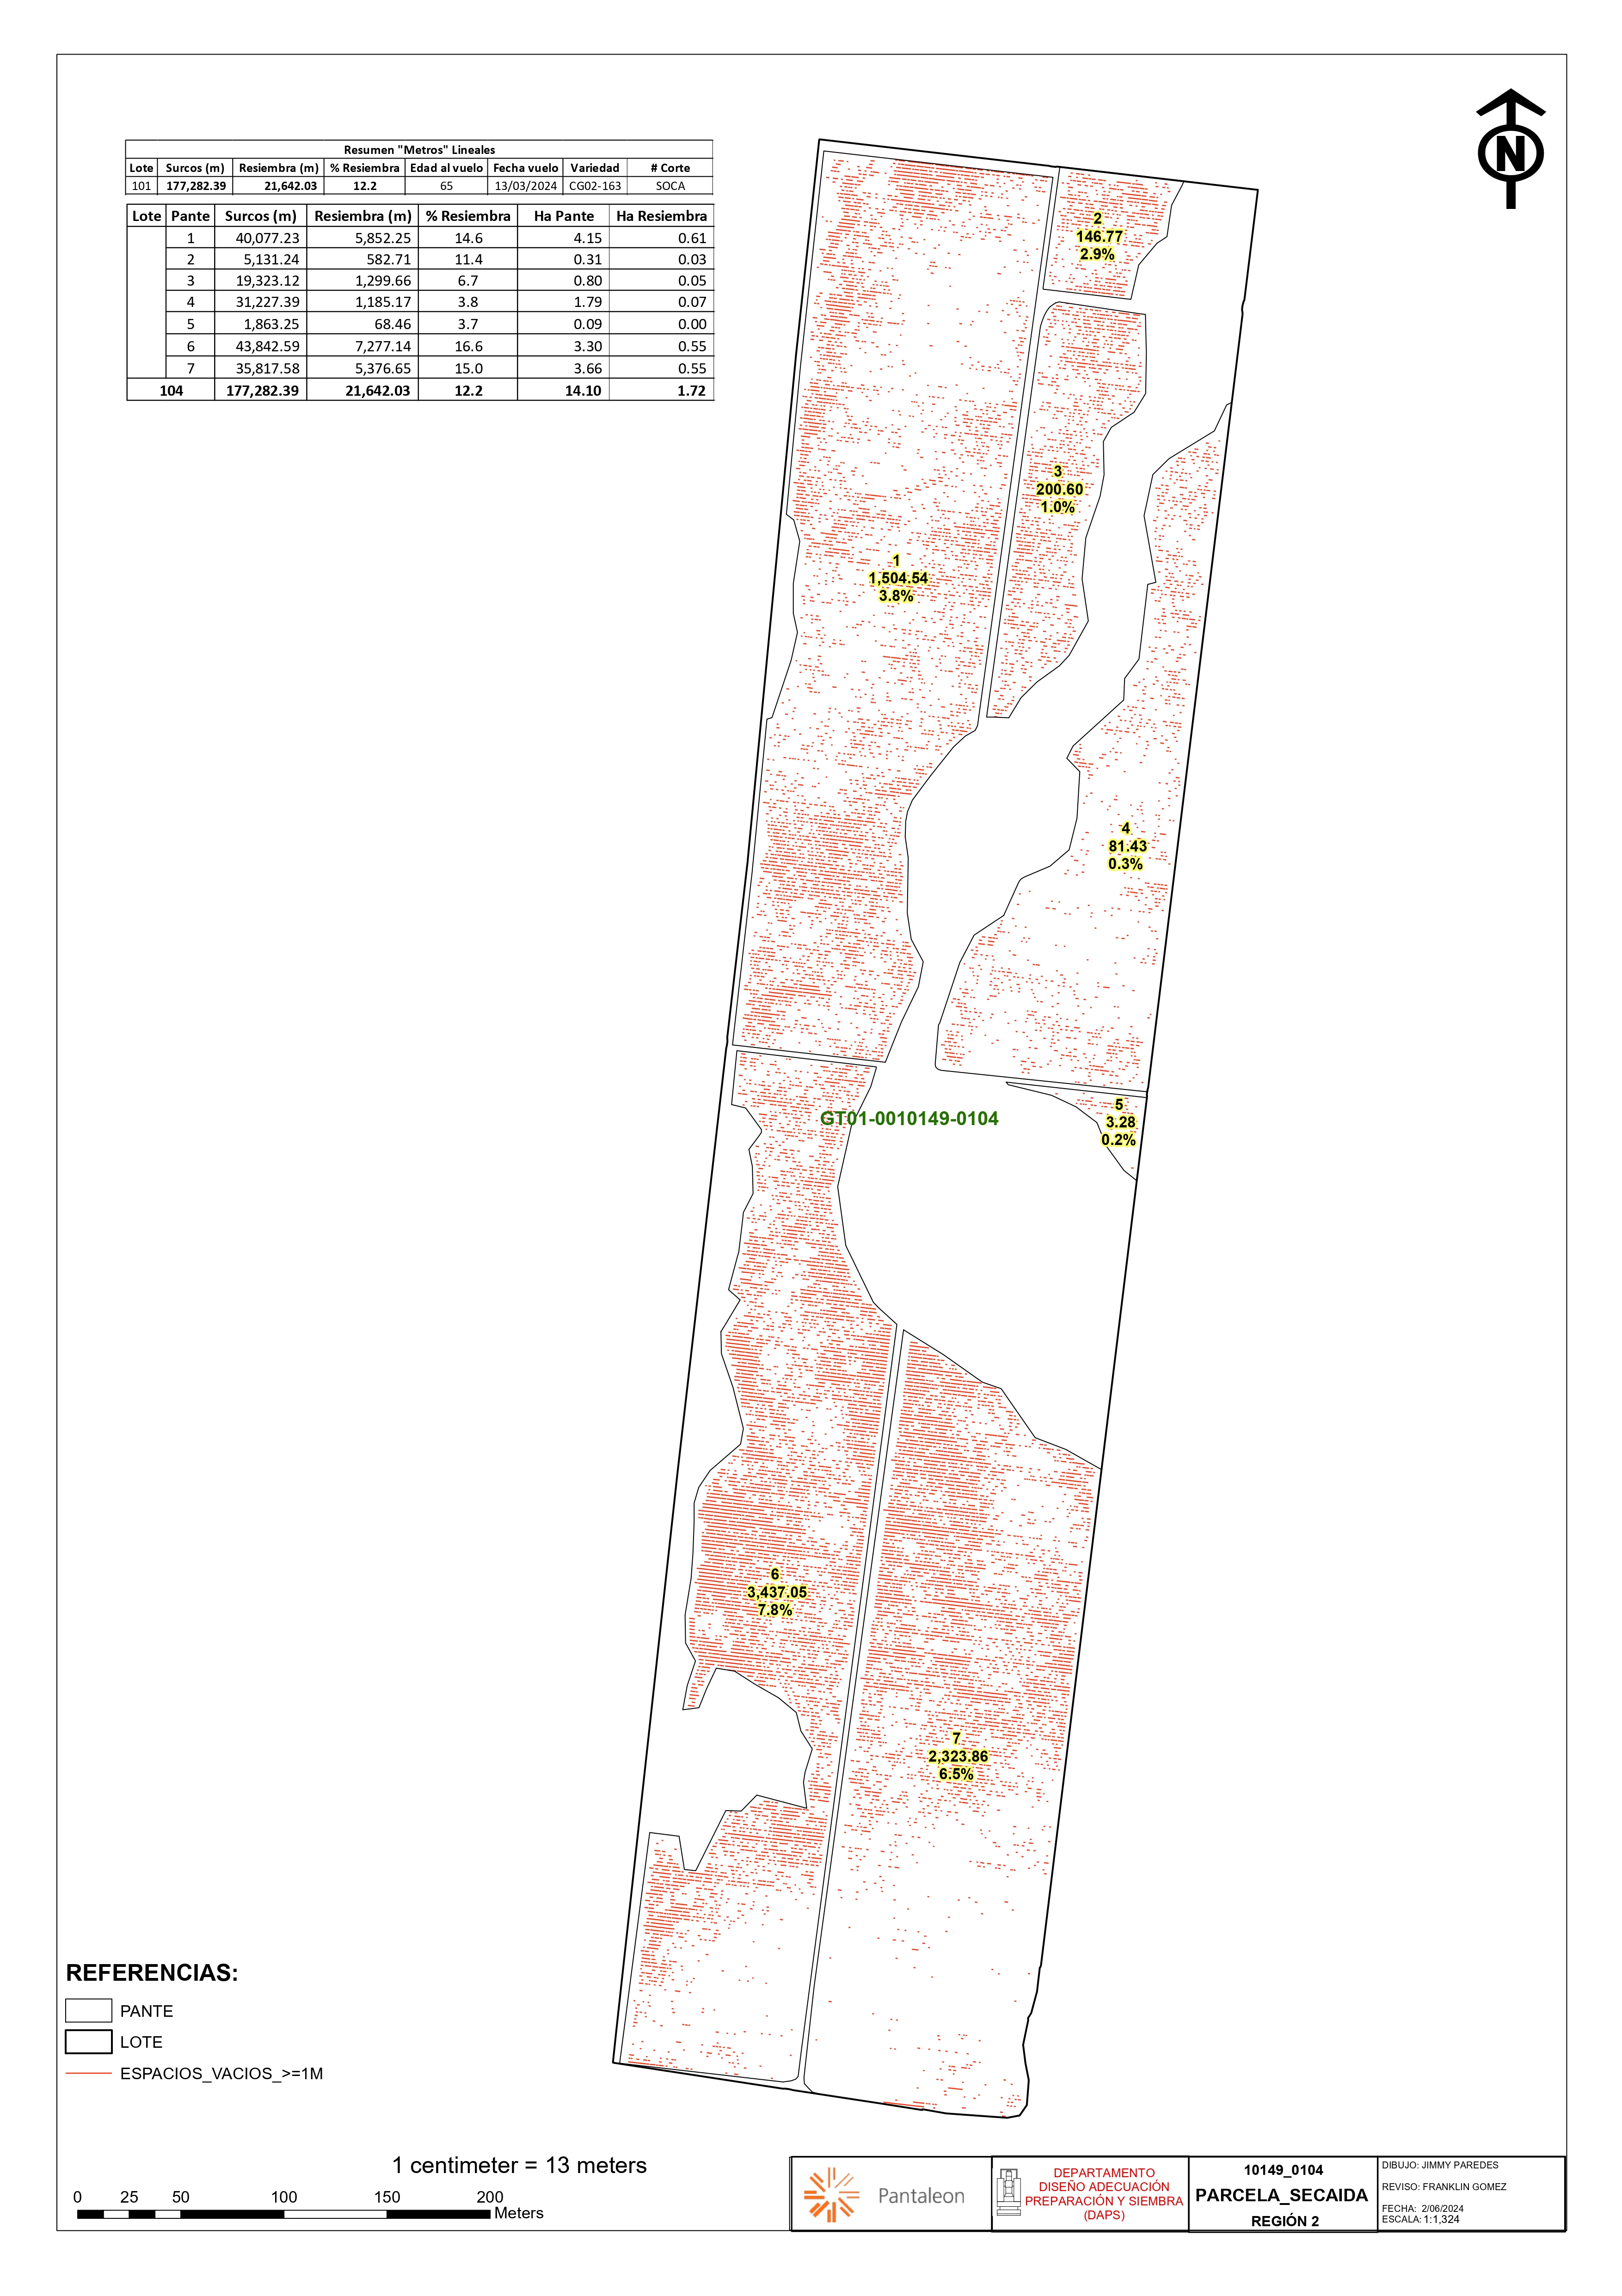 N
Resumen "Metros" Lineales
Lote Surcos (m) Resiembra (m) % Resiembra Edad al vuelo Fecha vuelo Variedad # Corte
101 177,282.39 21,642.03 12.2 65 13/03/2024 CG02-163 SOCA
Lote Pante Surcos (m) Resiembra (m) % Resiembra Ha Pante Ha Resiembra
1 40,077.23 5,852.25 14.6 4.15 0.61
2 5,131.24 582.71 11.4 0.31 0.03
3 19,323.12 1,299.66 6.7 0.80 0.05
4 31,227.39 1,185.17 3.8 1.79 0.07
5 1,863.25 68.46 3.7 0.09 0.00
6 43,842.59 7,277.14 16.6 3.30 0.55
7 35,817.58 5,376.65 15.0 3.66 0.55
104 177,282.39 21,642.03 12.2 14.10 1.72
2
146.77
2.9%
3
200.60
1.0%
1
1,504.54
3.8%
4
81.43
0.3%
5
3.28
0.2%
GT01-0010149-0104
6
3,437.05
7.8%
7
2,323.86
6.5%
REFERENCIAS:
PANTE
LOTE
ESPACIOS_VACIOS_>=1M
1 centimeter = 13 meters
0 25 50 100 150 200
Meters
Pantaleon
DEPARTAMENTO
DISEÑO ADECUACIÓN
PREPARACIÓN Y SIEMBRA
(DAPS)
10149_0104
PARCELA_SECAIDA
REGIÓN 2
DIBUJO: JIMMY PAREDES
REVISO: FRANKLIN GOMEZ
FECHA: 2/06/2024
ESCALA: 1:1,324